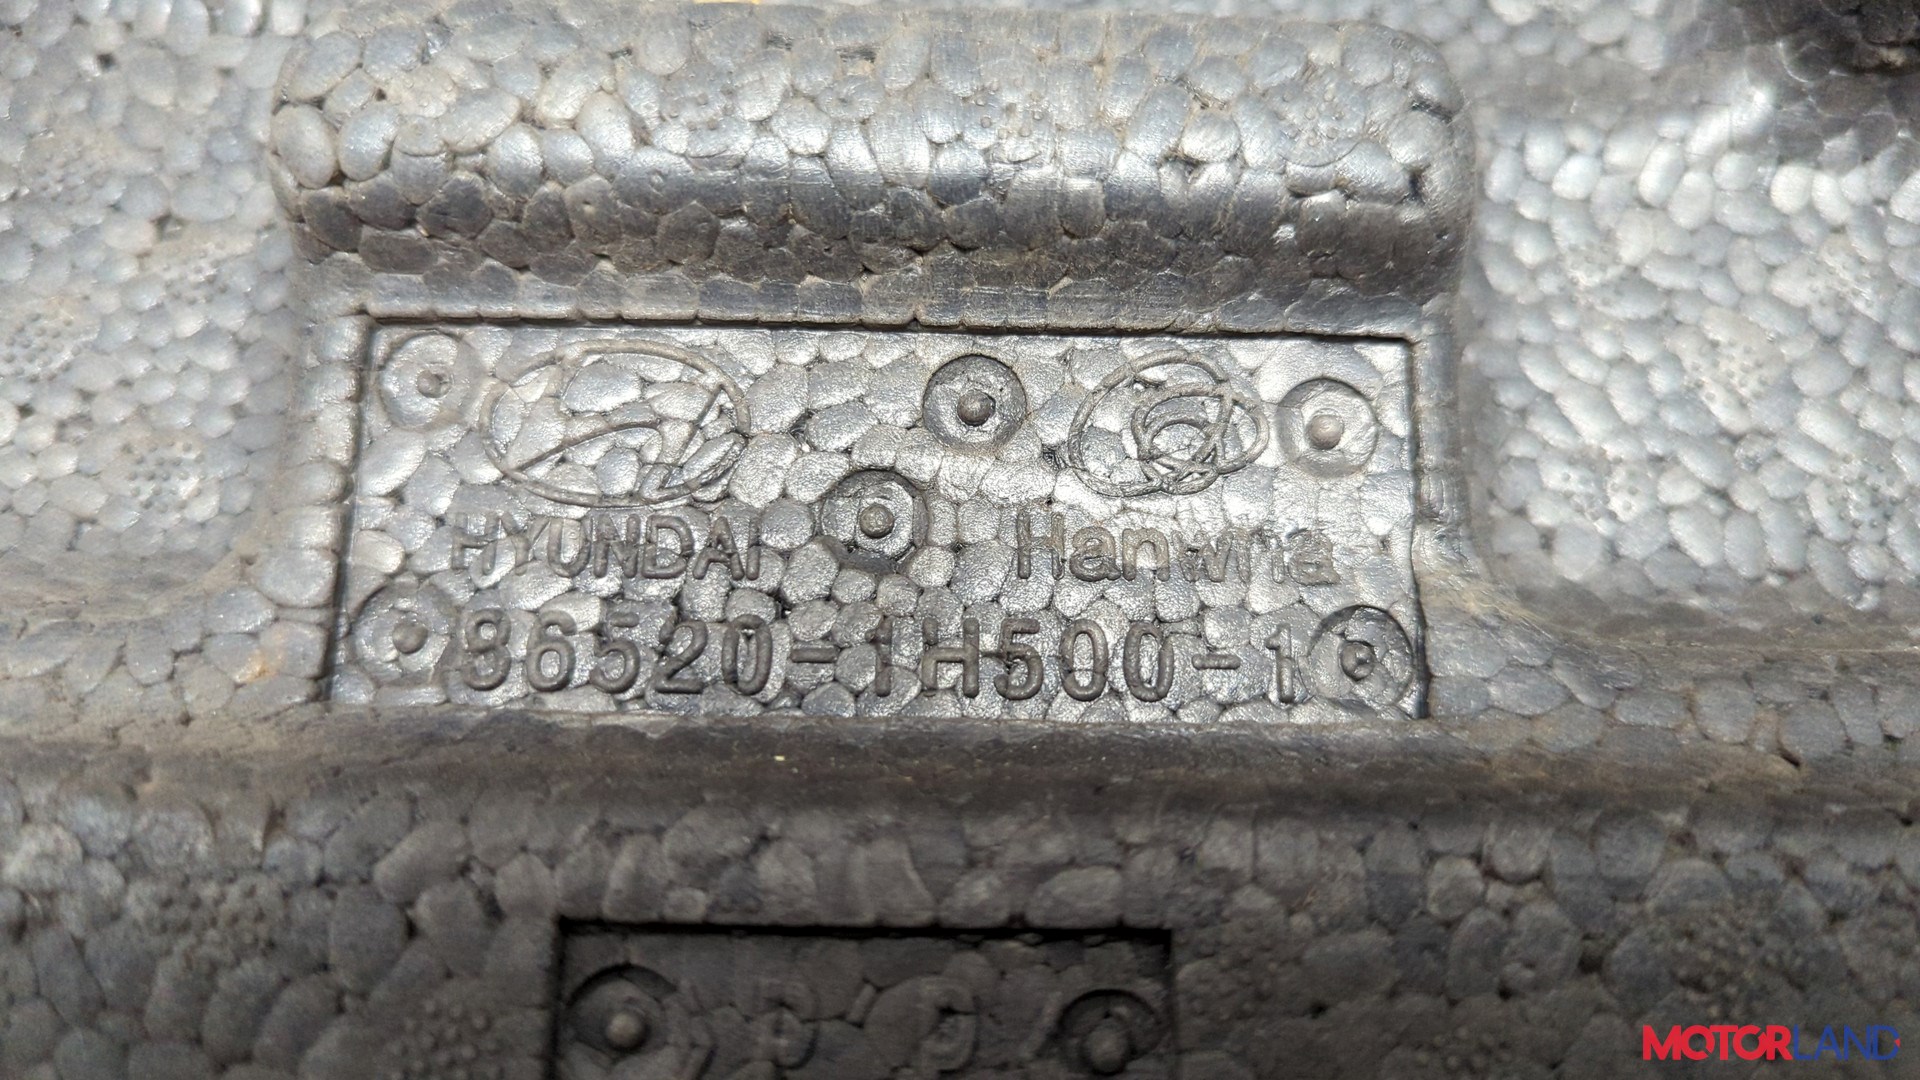 HYUNDAI Hanwha
86520-1H500-1
MOTORLAND